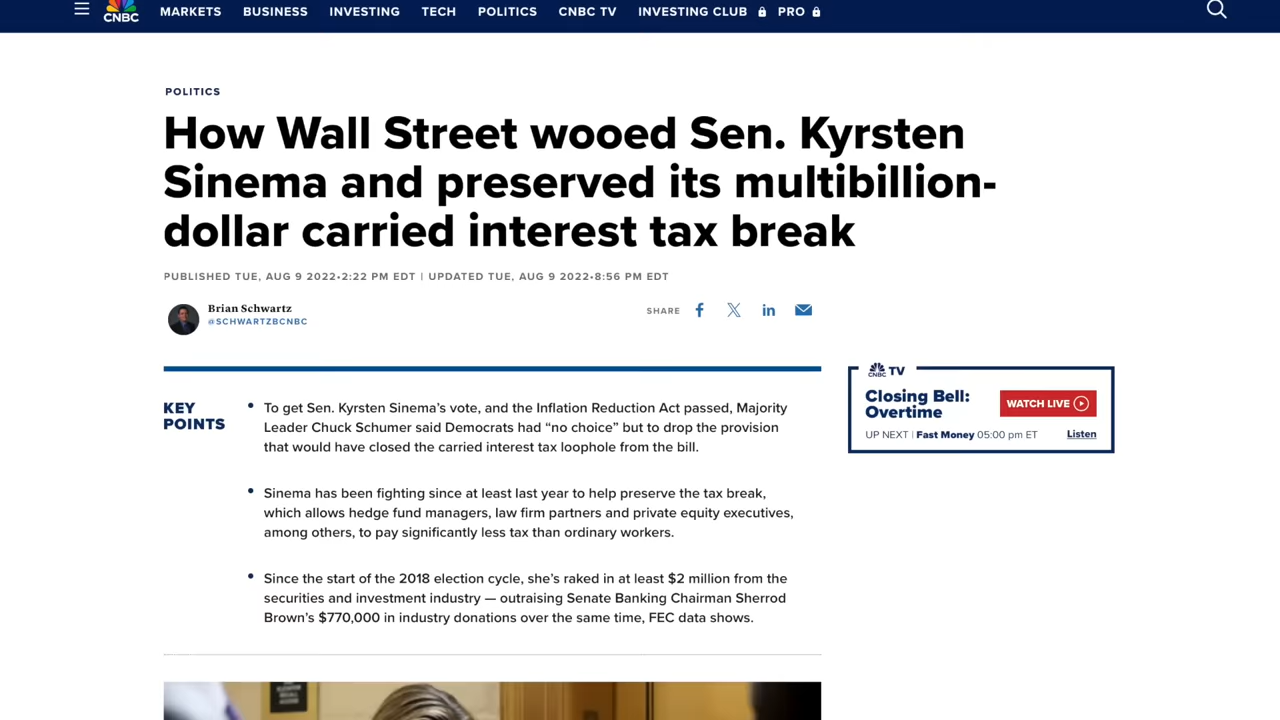 CNBC
MARKETS BUSINESS INVESTING TECH POLITICS CNBC TV INVESTING CLUB PRO
POLITICS
How Wall Street wooed Sen. Kyrsten
Sinema and preserved its multibillion-
dollar carried interest tax break
PUBLISHED TUE, AUG 9 2022•2:22 PM EDT | UPDATED TUE, AUG 9 2022•8:56 PM EDT
Brian Schwartz
@SCHWARTZBCNBC
SHARE
KEY
POINTS
• To get Sen. Kyrsten Sinema’s vote, and the Inflation Reduction Act passed, Majority
Leader Chuck Schumer said Democrats had “no choice” but to drop the provision
that would have closed the carried interest tax loophole from the bill.
• Sinema has been fighting since at least last year to help preserve the tax break,
which allows hedge fund managers, law firm partners and private equity executives,
among others, to pay significantly less tax than ordinary workers.
• Since the start of the 2018 election cycle, she’s raked in at least $2 million from the
securities and investment industry — outraising Senate Banking Chairman Sherrod
Brown’s $770,000 in industry donations over the same time, FEC data shows.
CNBC TV
Closing Bell:
Overtime
WATCH LIVE
UP NEXT | Fast Money 05:00 pm ET
Listen